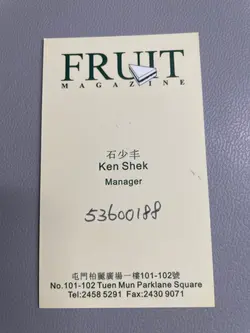 FRUIT
MAGAZINE
石少丰
Ken Shek
Manager
53600188
屯門柏麗廣場一樓101-102號
No.101-102 Tuen Mun Parklane Square
Tel:2458 5291 Fax:2430 9071